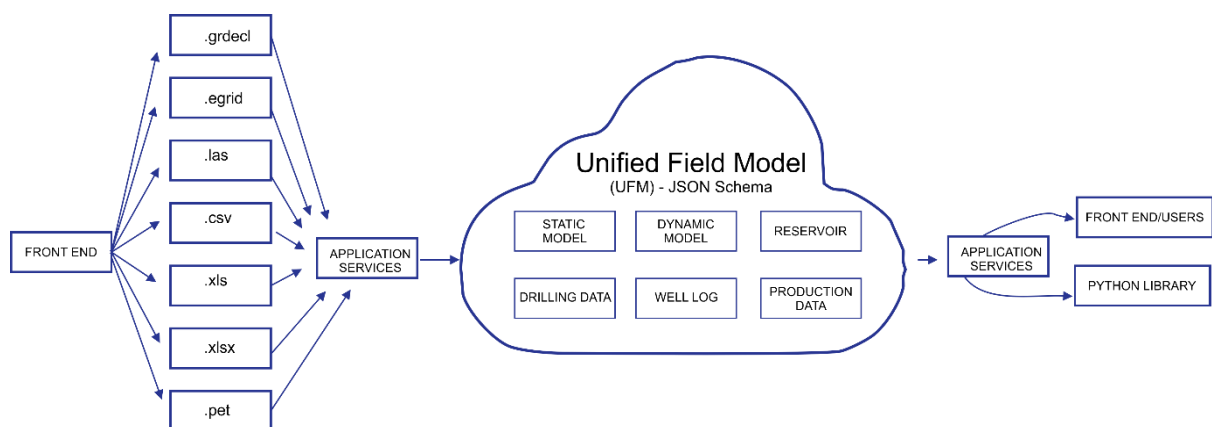 FRONT END
.grdecl
.egrid
.las
.csv
.xls
.xlsx
.pet
APPLICATION
SERVICES
Unified Field Model
(UFM) - JSON Schema
STATIC
MODEL
DYNAMIC
MODEL
RESERVOIR
DRILLING DATA
WELL LOG
PRODUCTION
DATA
APPLICATION
SERVICES
FRONT END/USERS
PYTHON LIBRARY